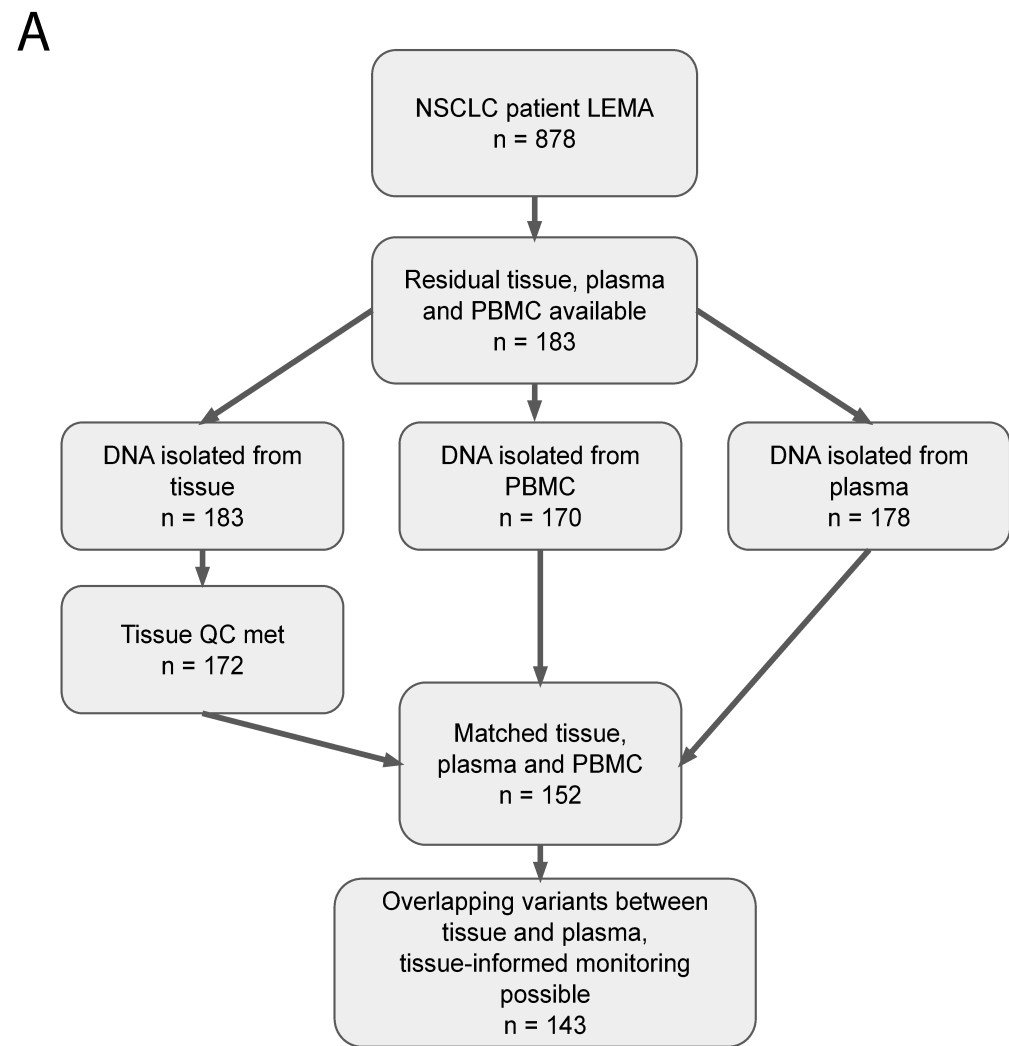 A
NSCLC patient LEMA
n = 878
Residual tissue, plasma
and PBMC available
n = 183
DNA isolated from
tissue
n = 183
DNA isolated from
PBMC
n = 170
DNA isolated from
plasma
n = 178
Tissue QC met
n = 172
Matched tissue,
plasma and PBMC
n = 152
Overlapping variants between
tissue and plasma,
tissue-informed monitoring
possible
n = 143